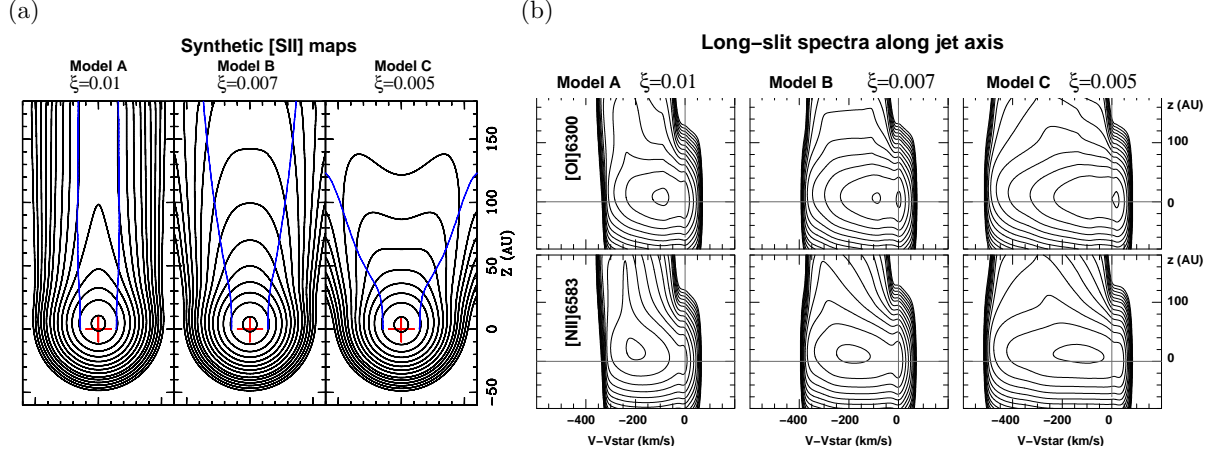 (a)
Synthetic [SII] maps
Model A
ξ=0.01
Model B
ξ=0.007
Model C
ξ=0.005
150
100
50
0
−50
Z (AU)
(b)
Long−slit spectra along jet axis
Model A ξ=0.01
Model B ξ=0.007
Model C ξ=0.005
[OI]6300
z (AU)
100
0
[NII]6583
z (AU)
100
0
−400 −200 0
−400 −200 0
−400 −200 0
V−Vstar (km/s)
V−Vstar (km/s)
V−Vstar (km/s)